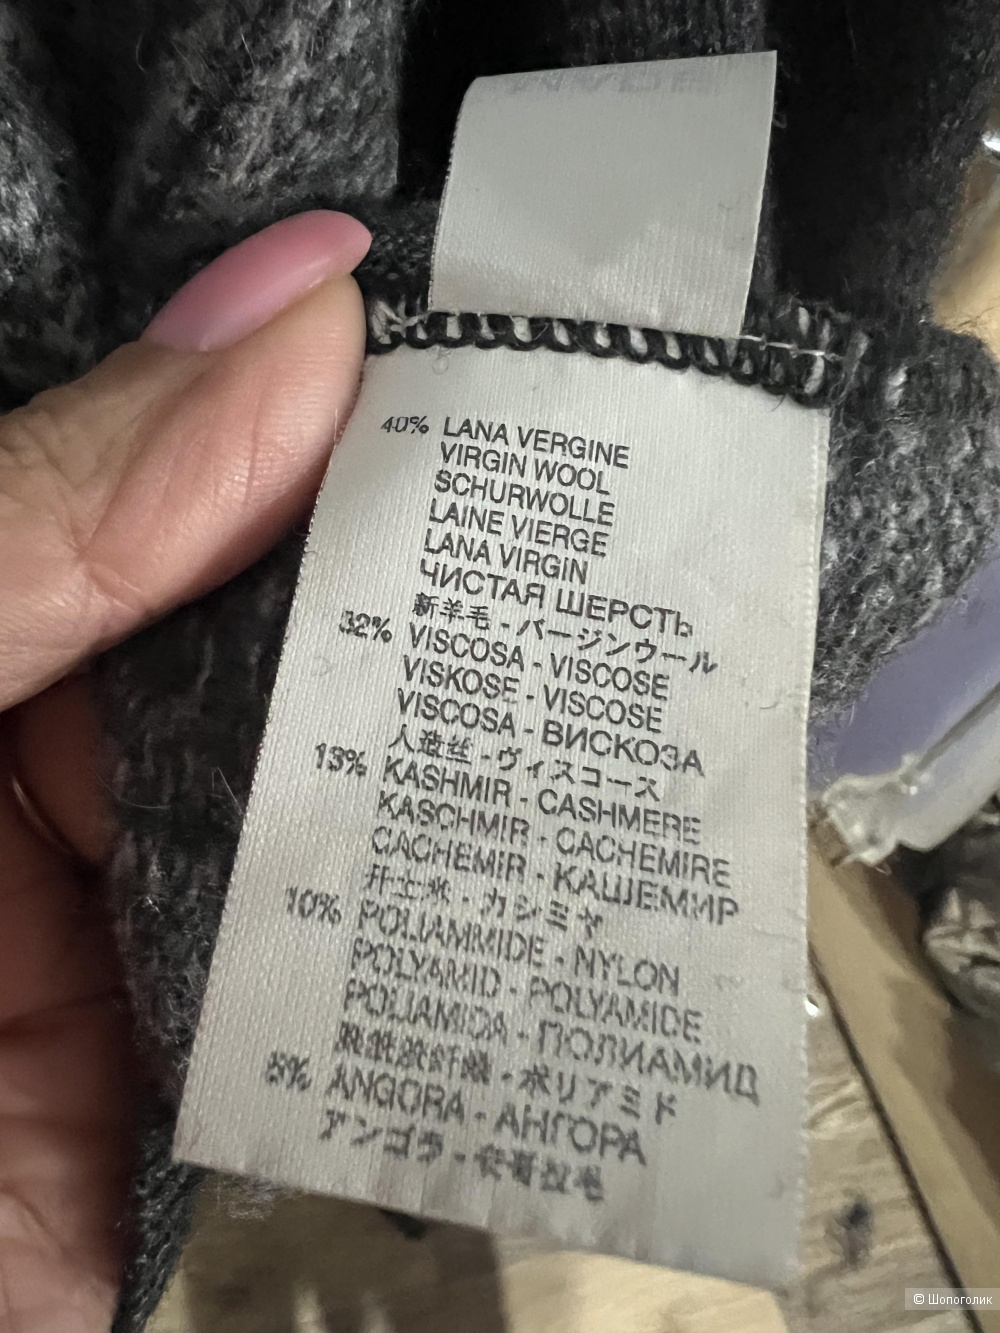 40% LANA VERGINE
VIRGIN WOOL
SCHURWOLLE
LAINE VIERGE
LANA VIRGIN
ЧИСТАЯ ШЕРСТЬ
新羊毛 - バージンウール
32% VISCOSA - VISCOSE
VISKOSE - VISCOSE
VISCOSA - ВИСКОЗА
人造丝 - ヴィスコース
13% KASHMIR - CASHMERE
KASCHMIR - CACHEMIRE
CACHEMIR - КАШЕМИР
开士米 - カシミヤ
10% POLIAMMIDE - NYLON
POLYAMID - POLYAMIDE
POLIAMIDA - ПОЛИАМИД
- ポリアミド
5% ANGORA - АНГОРА
アンゴラ - 安哥拉毛
© Шопоголик